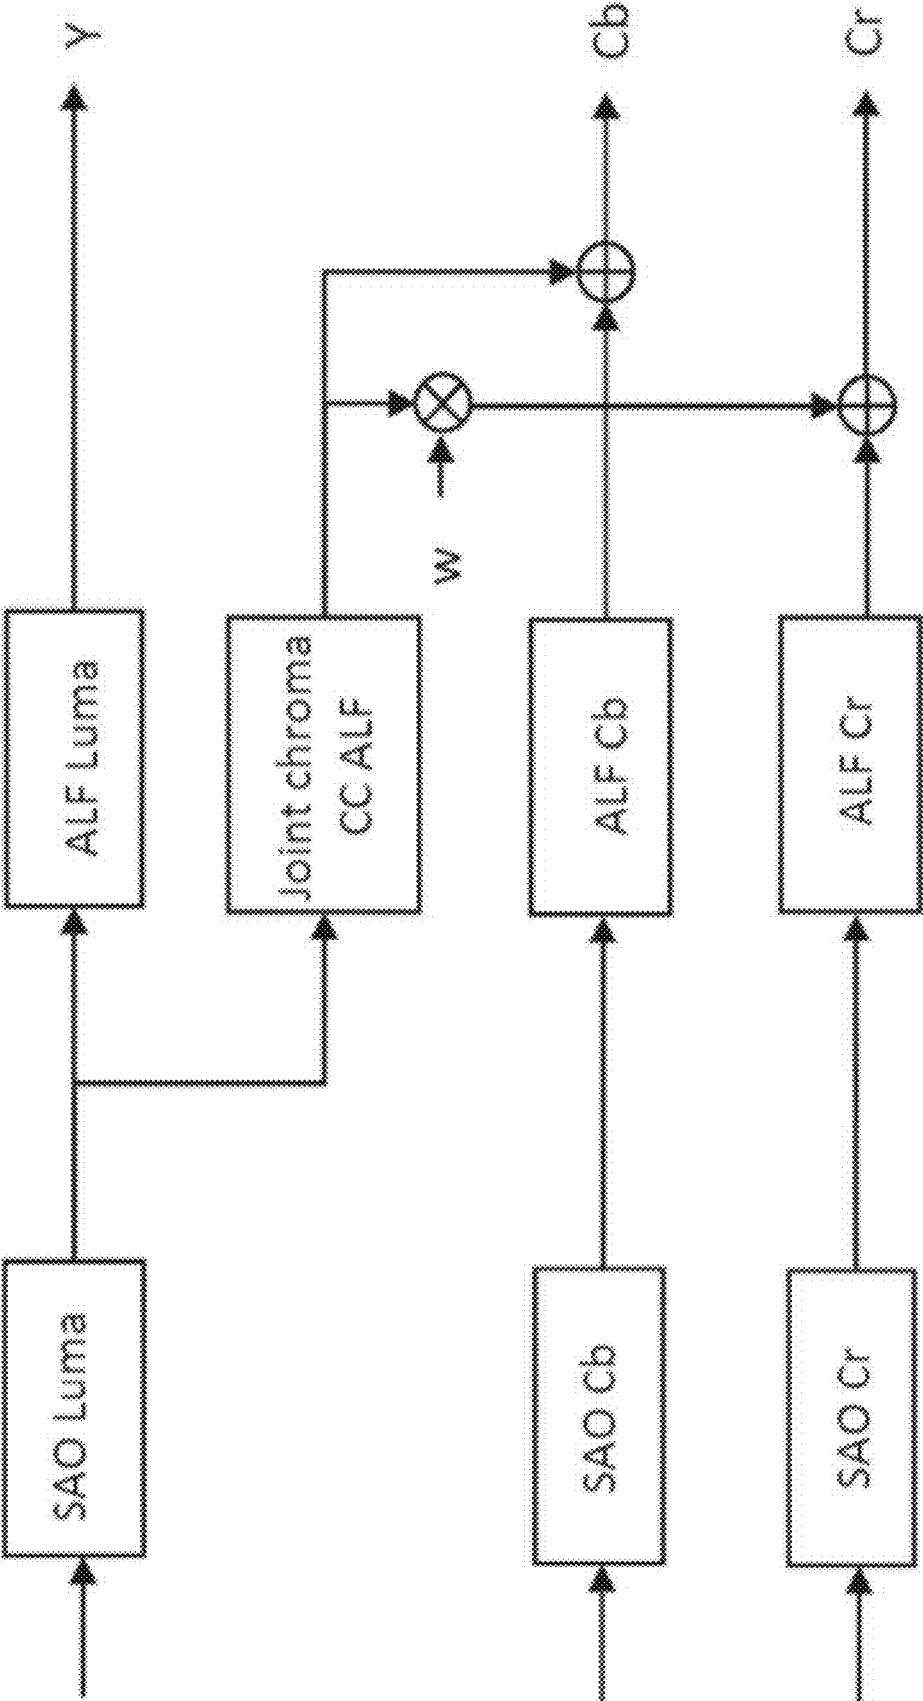 SAO Luma
ALF Luma
Y
Joint chroma
CC ALF
w
SAO Cb
ALF Cb
Cb
SAO Cr
ALF Cr
Cr